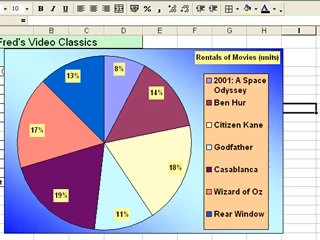 10
B C D E F G H I
Fred's Video Classics
Rentals of Movies (units)
8%
13%
14%
17%
18%
19%
11%
2001: A Space
Odyssey
Ben Hur
Citizen Kane
Godfather
Casablanca
Wizard of Oz
Rear Window